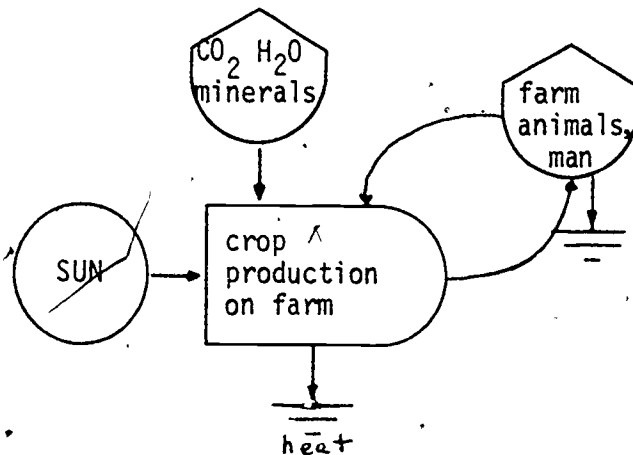 CO₂ H₂O
minerals
farm
animals,
man
SUN
crop
production
on farm
heat